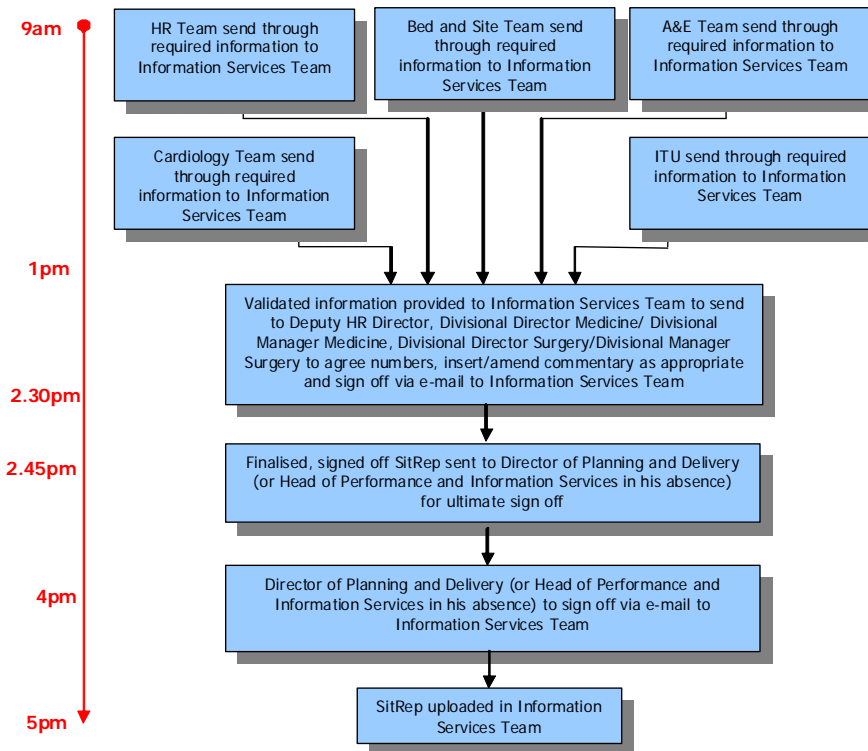 9am
HR Team send through
required information to
Information Services Team
Bed and Site Team send
through required
information to Information
Services Team
A&E Team send through
required information to
Information Services Team
Cardiology Team send
through required
information to Information
Services Team
ITU send through required
information to Information
Services Team
1pm
Validated information provided to Information Services Team to send
to Deputy HR Director, Divisional Director Medicine/ Divisional
Manager Medicine, Divisional Director Surgery/Divisional Manager
Surgery to agree numbers, insert/amend commentary as appropriate
and sign off via e-mail to Information Services Team
2.30pm
2.45pm
Finalised, signed off SitRep sent to Director of Planning and Delivery
(or Head of Performance and Information Services in his absence)
for ultimate sign off
4pm
Director of Planning and Delivery (or Head of Performance and
Information Services in his absence) to sign off via e-mail to
Information Services Team
5pm
SitRep uploaded in Information
Services Team